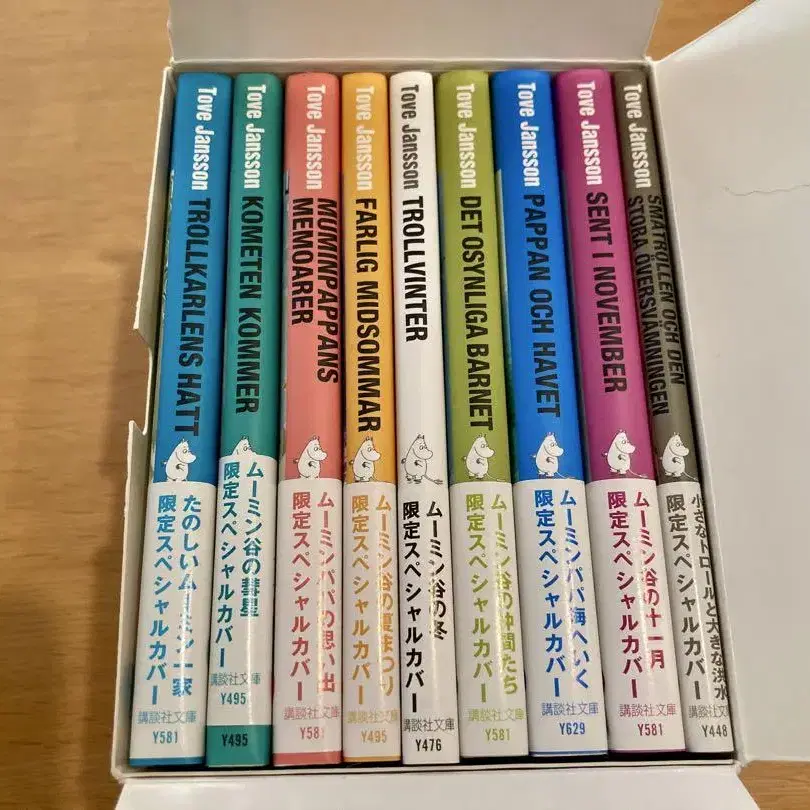 Tove Jansson
TROLLKARLENS HATT
たのしいムーミン一家
限定スペシャルカバー
講談社文庫
Y581
Tove Jansson
KOMETEN KOMMER
ムーミン谷の彗星
限定スペシャルカバー
講談社文庫
Y495
Y495
Tove Jansson
MUMINPAPPANS
MEMOARER
ムーミンパパの思い出
限定スペシャルカバー
講談社文庫
Y581
Tove Jansson
FARLIG MIDSOMMAR
ムーミン谷の夏まつり
限定スペシャルカバー
講談社文庫
Y495
Tove Jansson
TROLLVINTER
ムーミン谷の冬
限定スペシャルカバー
講談社文庫
Y476
Tove Jansson
DET OSYNLIGA BARNET
ムーミン谷の仲間たち
限定スペシャルカバー
講談社文庫
Y581
Tove Jansson
PAPPAN OCH HAVET
ムーミンパパ海へいく
限定スペシャルカバー
講談社文庫
Y629
Tove Jansson
SENT I NOVEMBER
ムーミン谷の十一月
限定スペシャルカバー
講談社文庫
Y581
Tove Jansson
SMÅTROLLEN OCH DEN
STORA ÖVERSVÄMNINGEN
小さなトロールと大きな洪水
限定スペシャルカバー
講談社文庫
Y448